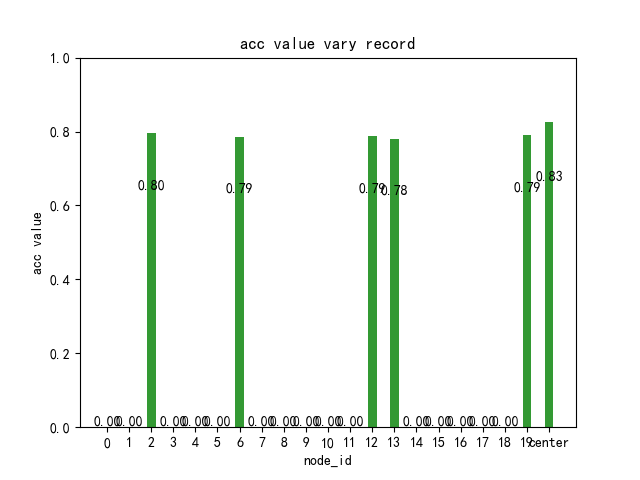 acc value vary record
1.0
0.8
0.6
0.4
0.2
0.0
acc value
0.00 0.00 0.80 0.00 0.00 0.00 0.79 0.00 0.00 0.00 0.00 0.00 0.79 0.78 0.00 0.00 0.00 0.00 0.00 0.79 0.83
0 1 2 3 4 5 6 7 8 9 10 11 12 13 14 15 16 17 18 19 center
node_id